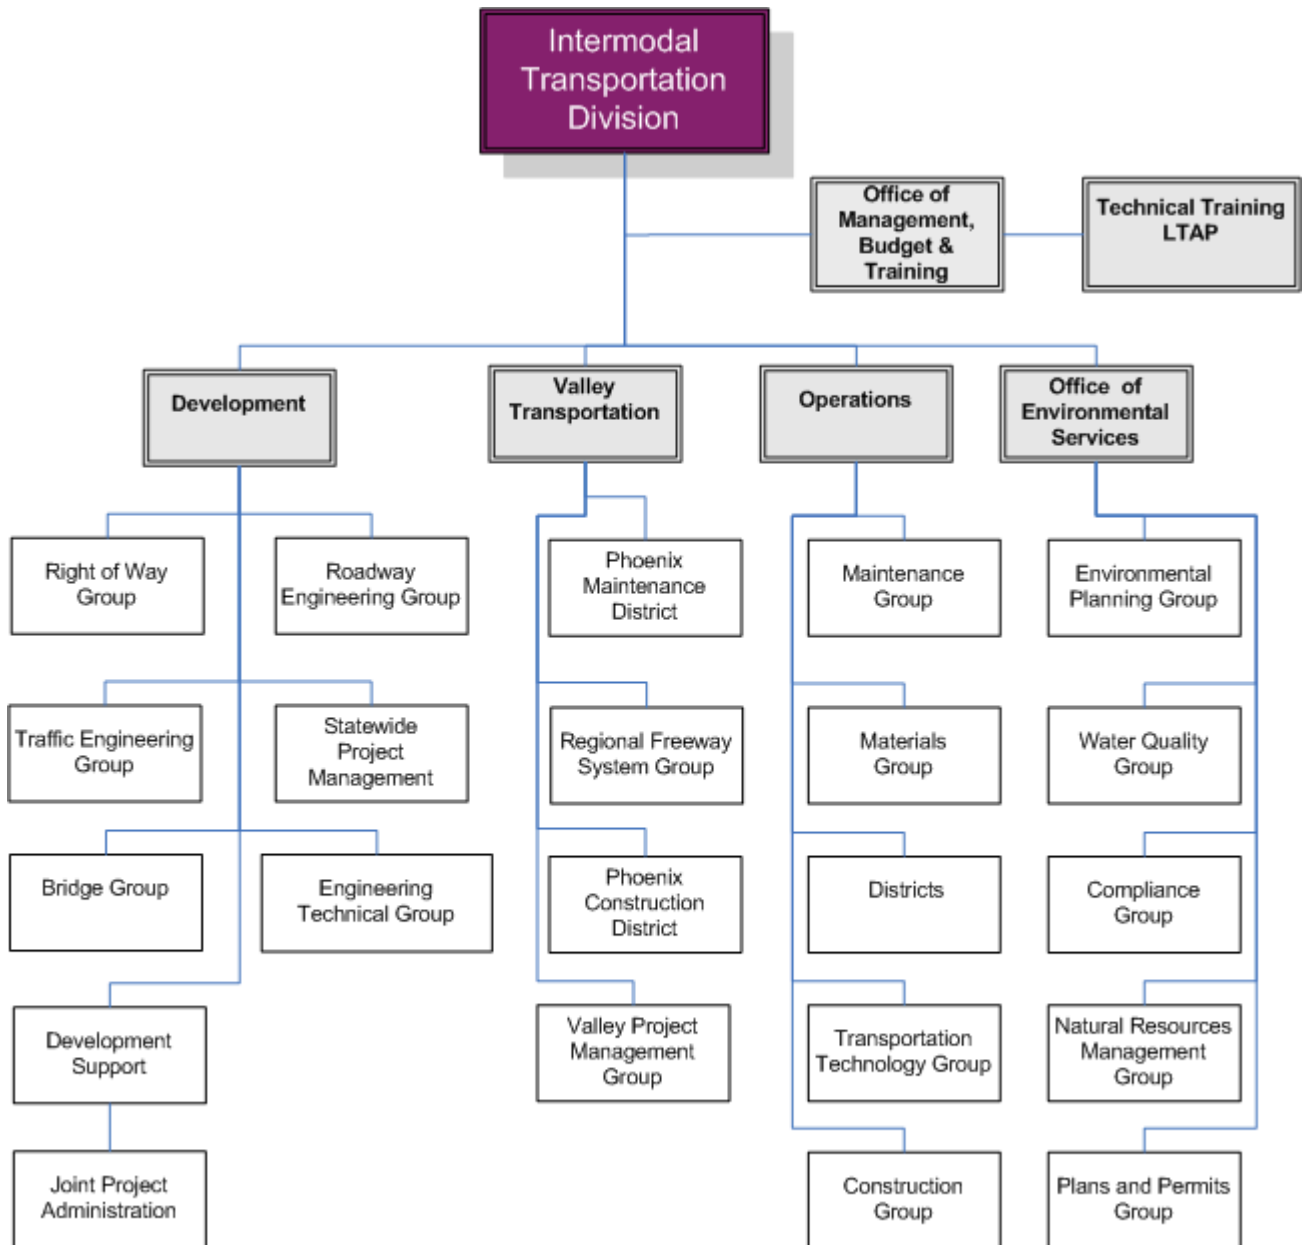 Intermodal
Transportation
Division
Office of
Management,
Budget &
Training
Technical Training
LTAP
Development
Valley
Transportation
Operations
Office of
Environmental
Services
Right of Way
Group
Roadway
Engineering Group
Phoenix
Maintenance
District
Maintenance
Group
Environmental
Planning Group
Traffic Engineering
Group
Statewide
Project
Management
Regional Freeway
System Group
Materials
Group
Water Quality
Group
Bridge Group
Engineering
Technical Group
Phoenix
Construction
District
Districts
Compliance
Group
Development
Support
Valley Project
Management
Group
Transportation
Technology Group
Natural Resources
Management
Group
Joint Project
Administration
Construction
Group
Plans and Permits
Group